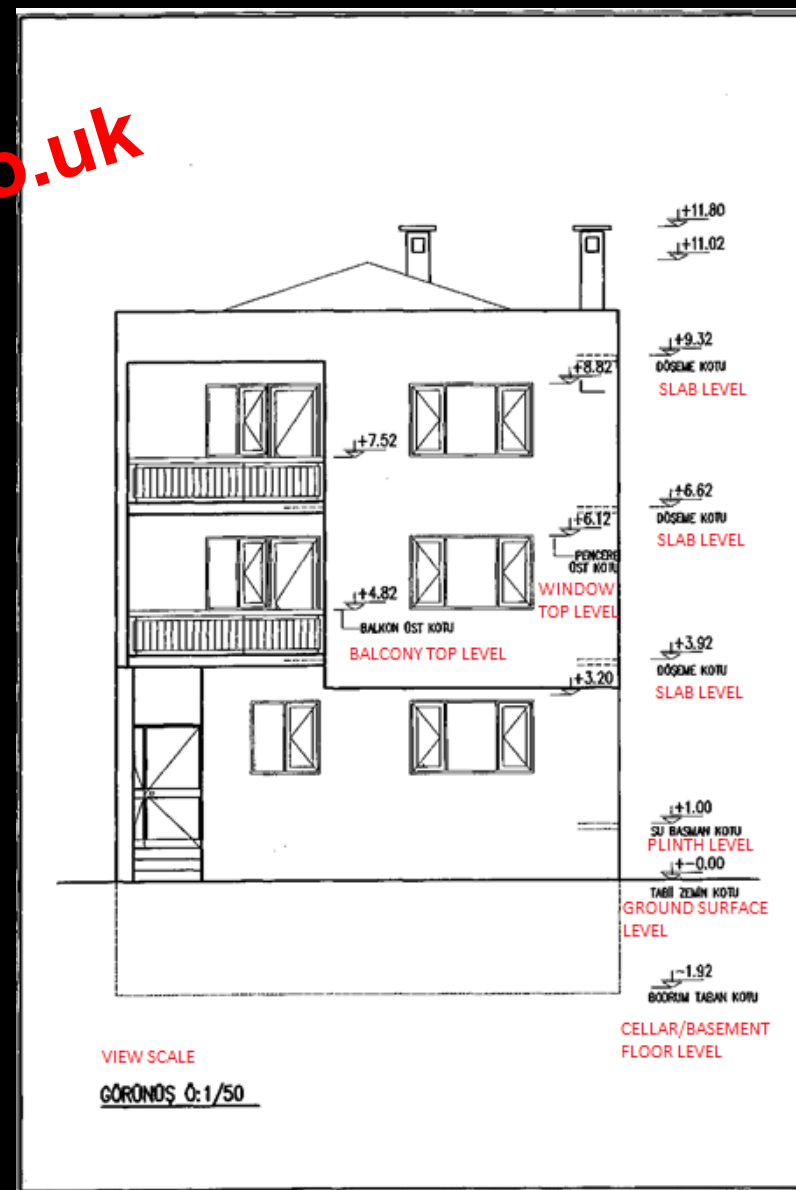 o.uk
+11.80
+11.02
+9.32
DÖŞEME KOTU
SLAB LEVEL
+8.82
+7.52
+6.62
DÖŞEME KOTU
SLAB LEVEL
+6.12
PENCERE
ÜST KOTU
WINDOW
TOP LEVEL
+4.82
BALKON ÜST KOTU
BALCONY TOP LEVEL
+3.92
DÖŞEME KOTU
SLAB LEVEL
+3.20
+1.00
SU BASMAN KOTU
PLINTH LEVEL
+-0.00
TABİİ ZEMİN KOTU
GROUND SURFACE
LEVEL
-1.92
BODRUM TABAN KOTU
CELLAR/BASEMENT
FLOOR LEVEL
VIEW SCALE
GÖRÜNÜŞ Ö:1/50